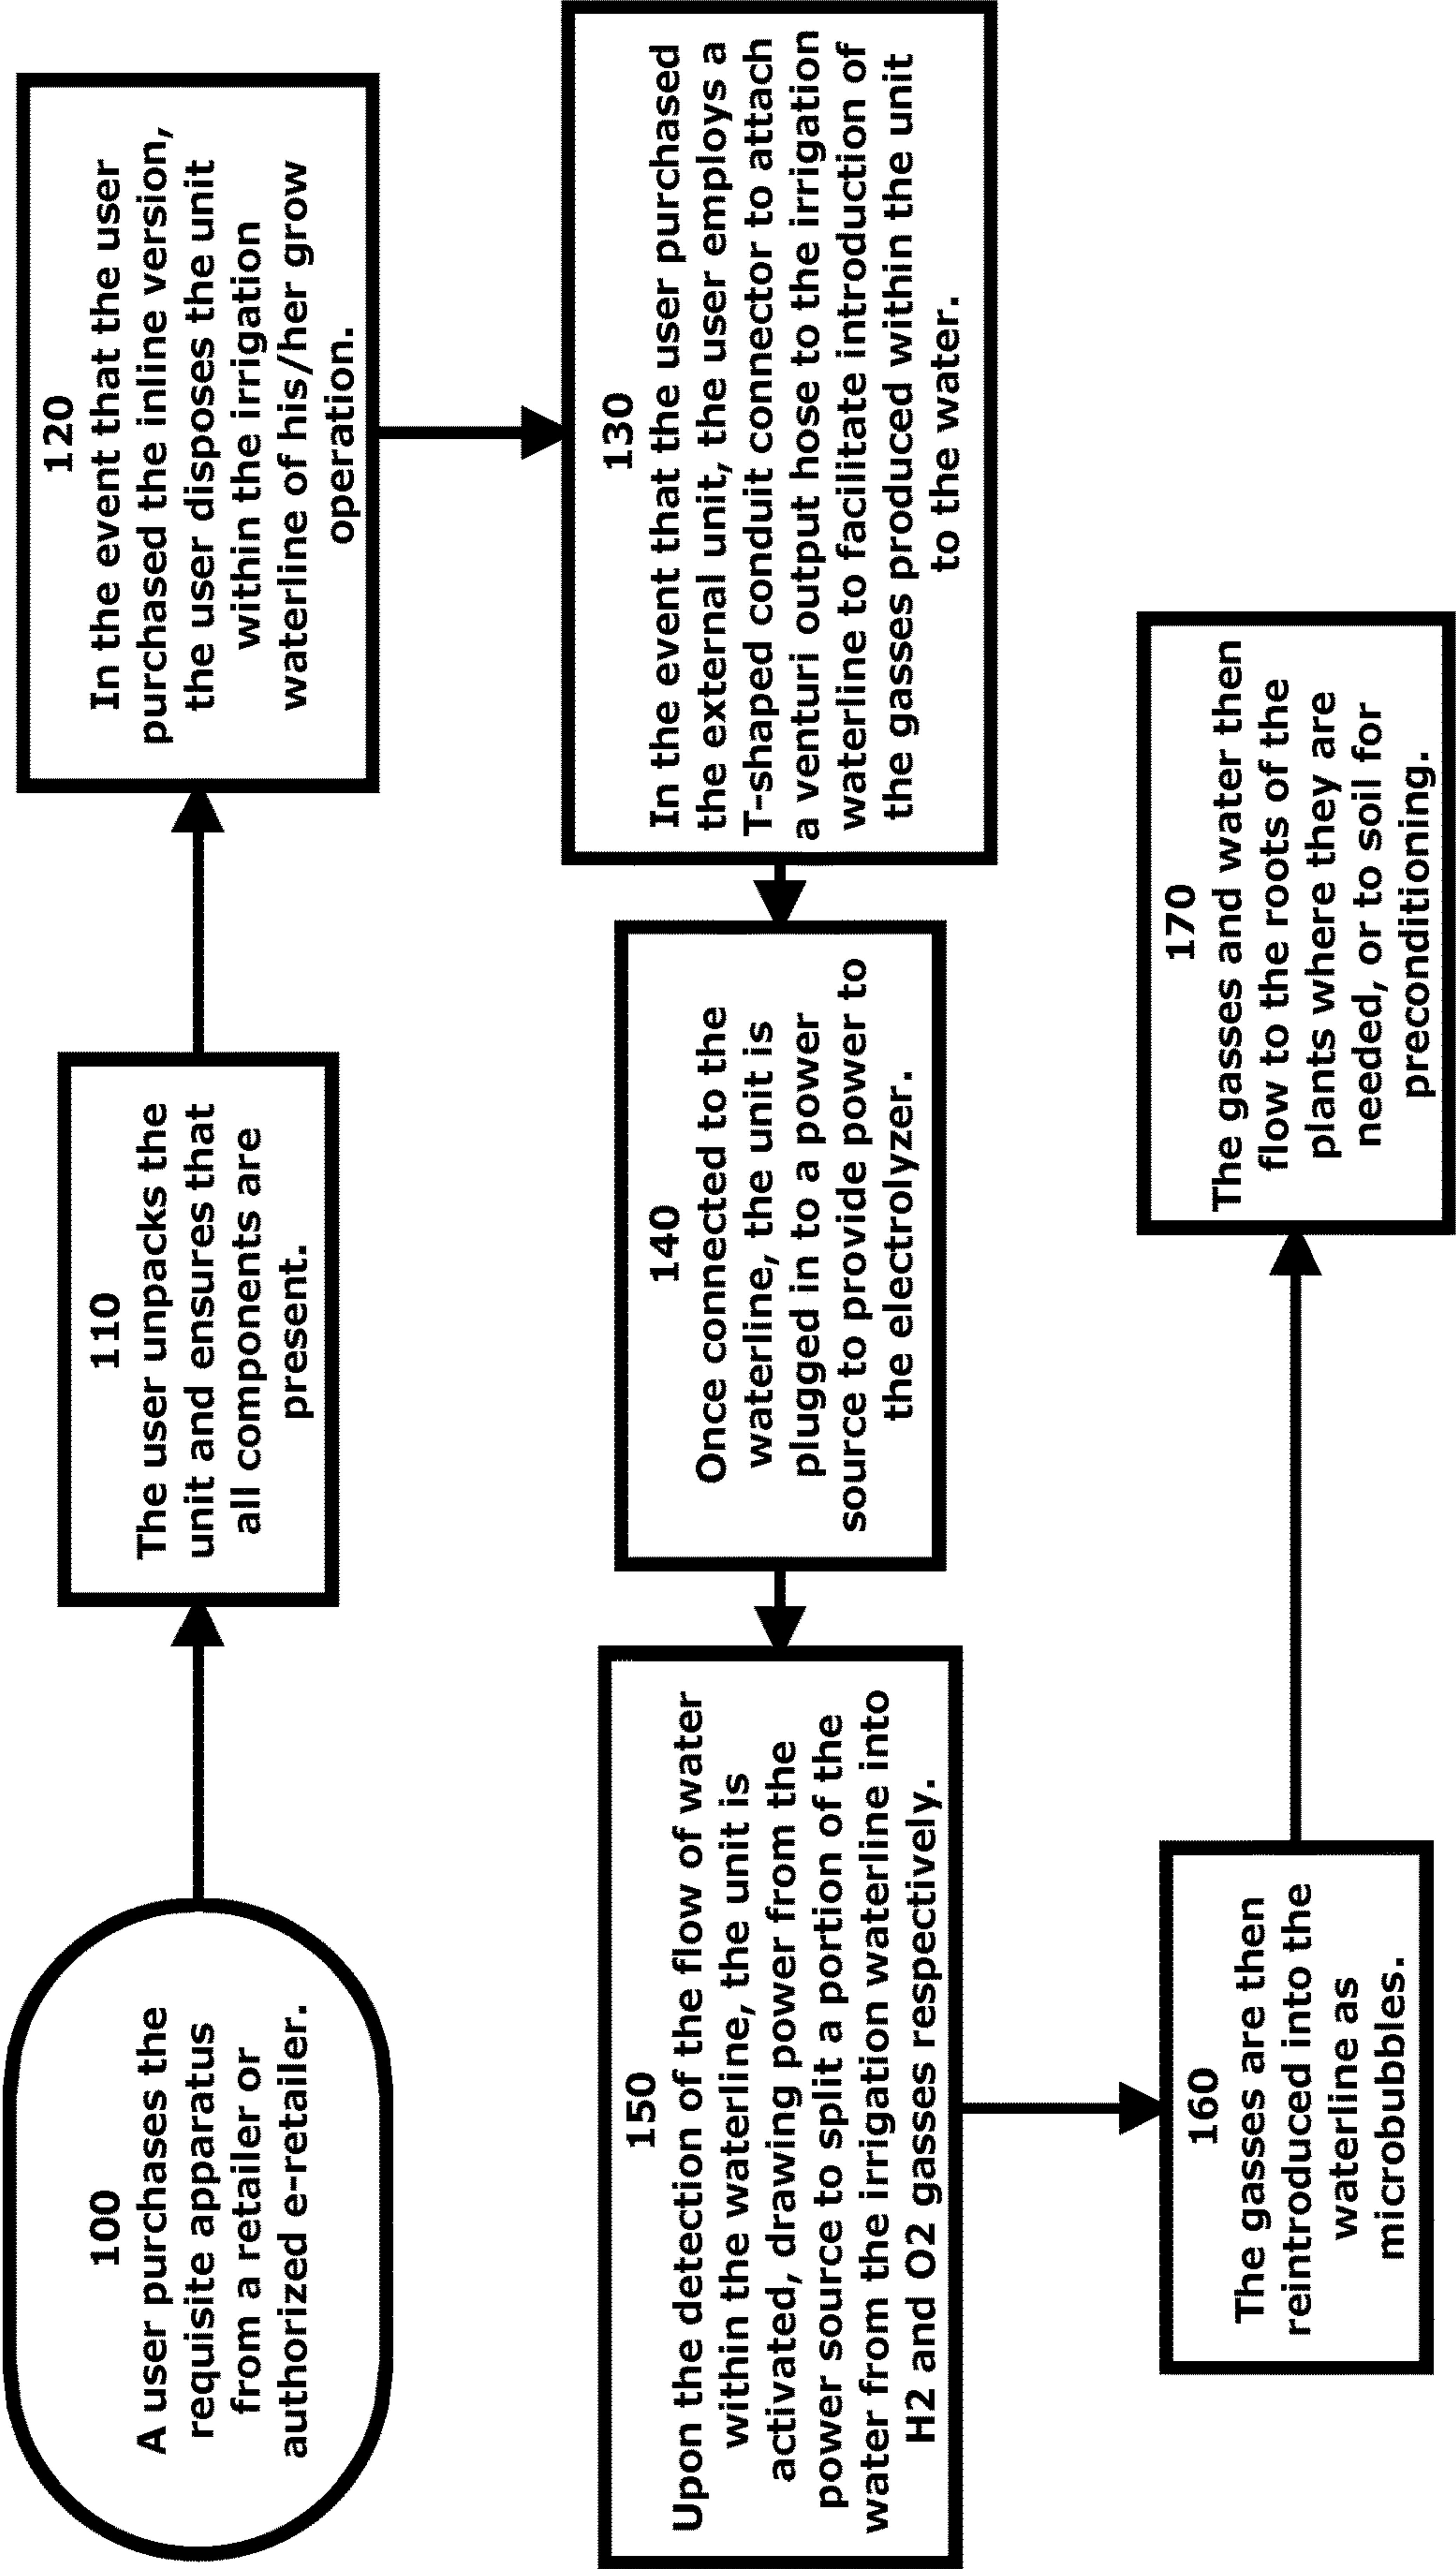 100
A user purchases the
requisite apparatus
from a retailer or
authorized e-retailer.
110
The user unpacks the
unit and ensures that
all components are
present.
120
In the event that the user
purchased the inline version,
the user disposes the unit
within the irrigation
waterline of his/her grow
operation.
130
In the event that the user purchased
the external unit, the user employs a
T-shaped conduit connector to attach
a venturi output hose to the irrigation
waterline to facilitate introduction of
the gasses produced within the unit
to the water.
140
Once connected to the
waterline, the unit is
plugged in to a power
source to provide power to
the electrolyzer.
150
Upon the detection of the flow of water
within the waterline, the unit is
activated, drawing power from the
power source to split a portion of the
water from the irrigation waterline into
H2 and O2 gasses respectively.
160
The gasses are then
reintroduced into the
waterline as
microbubbles.
170
The gasses and water then
flow to the roots of the
plants where they are
needed, or to soil for
preconditioning.